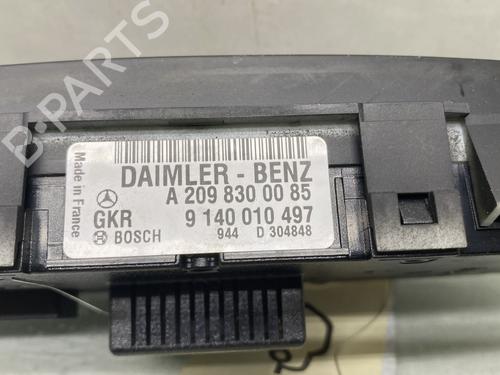 B-PARTS
Made in France
DAIMLER - BENZ
A 209 830 00 85
GKR 9 140 010 497
BOSCH 944 D 304848